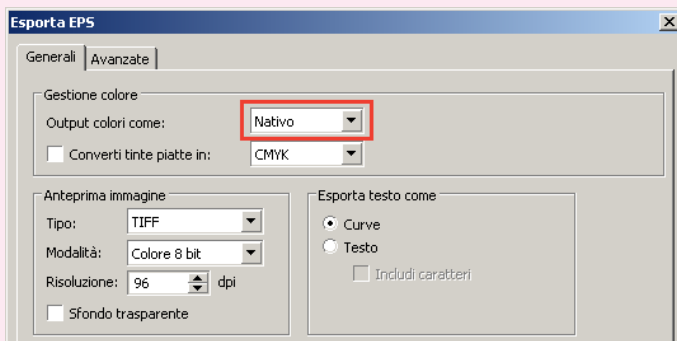 Esporta EPS
Generali Avanzate
Gestione colore
Output colori come: Nativo
Converti tinte piatte in: CMYK
Anteprima immagine
Tipo: TIFF
Modalità: Colore 8 bit
Risoluzione: 96 dpi
Sfondo trasparente
Esporta testo come
Curve
Testo
Includi caratteri